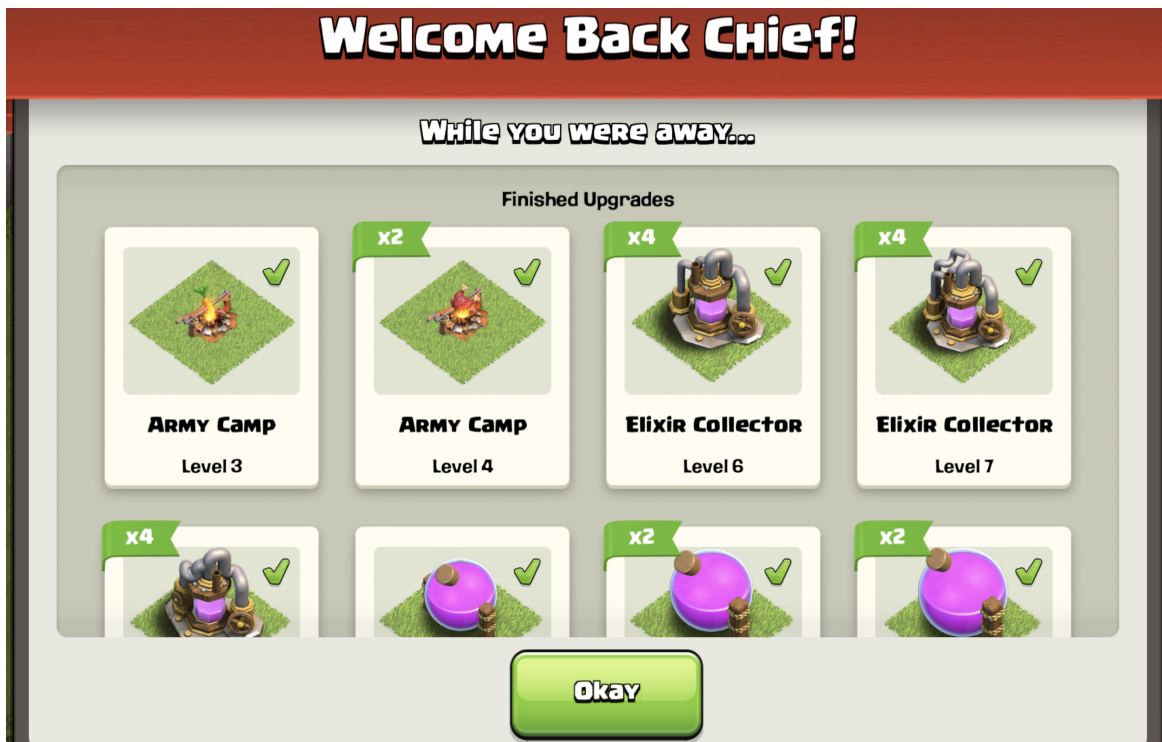 Welcome Back Chief!
While you were away...
Finished Upgrades
x2
x4
x4
Army Camp
Army Camp
Elixir Collector
Elixir Collector
Level 3
Level 4
Level 6
Level 7
x4
x2
x2
Okay